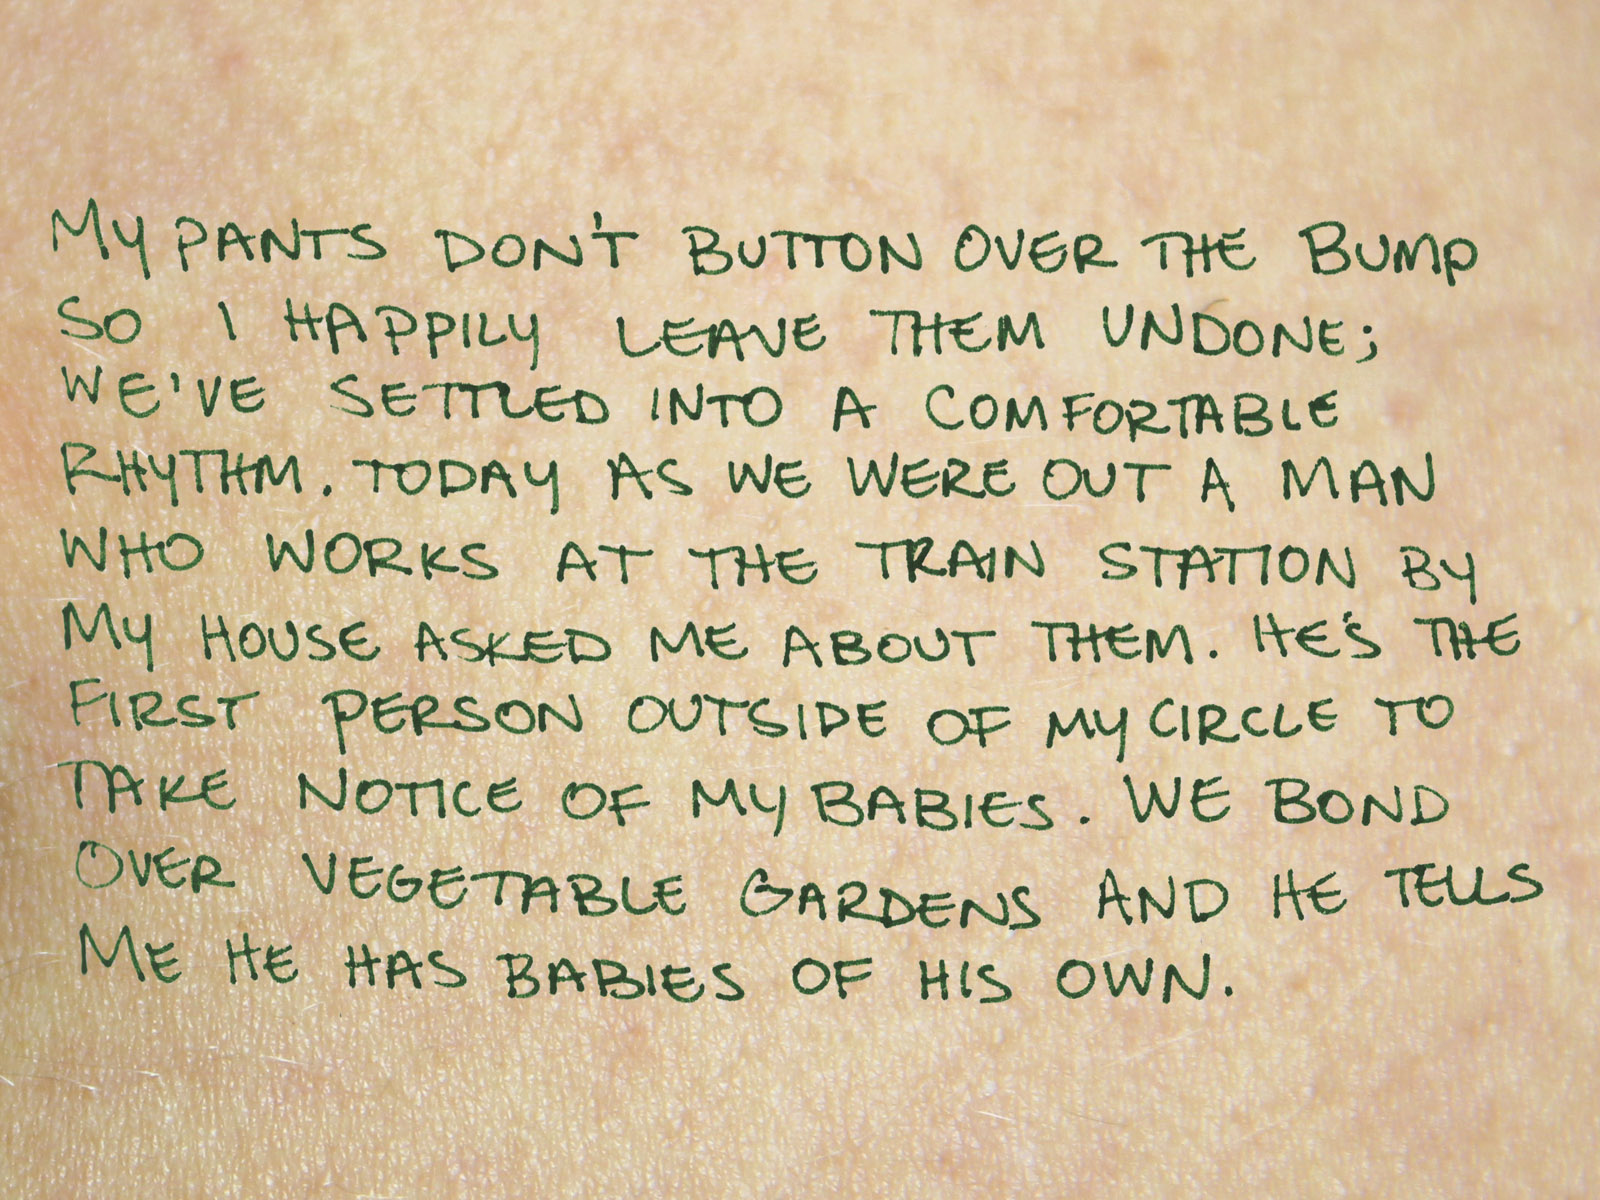 MY PANTS DON'T BUTTON OVER THE BUMP
SO I HAPPILY LEAVE THEM UNDONE;
WE'VE SETTLED INTO A COMFORTABLE
RHYTHM. TODAY AS WE WERE OUT A MAN
WHO WORKS AT THE TRAIN STATION BY
MY HOUSE ASKED ME ABOUT THEM. HE'S THE
FIRST PERSON OUTSIDE OF MY CIRCLE TO
TAKE NOTICE OF MY BABIES. WE BOND
OVER VEGETABLE GARDENS AND HE TELLS
ME HE HAS BABIES OF HIS OWN.